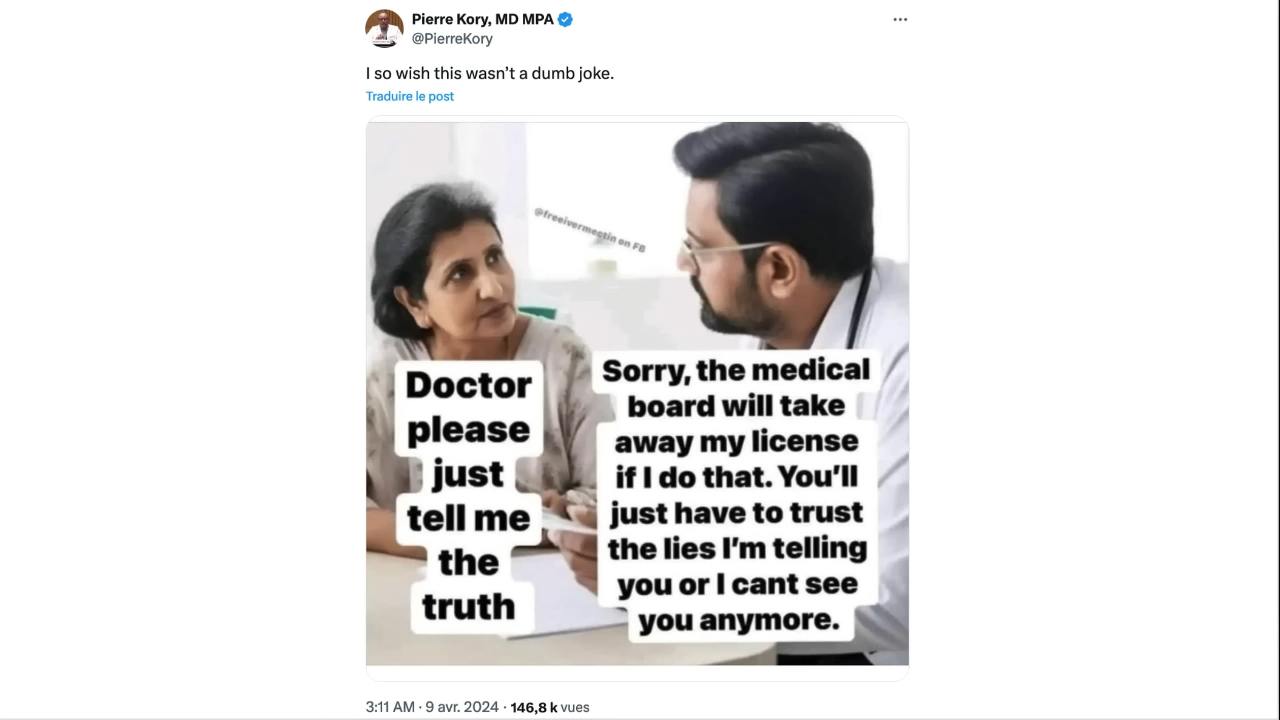 Pierre Kory, MD MPA
@PierreKory
I so wish this wasn’t a dumb joke.
Traduire le post
@freeivermectin on FB
Doctor
please
just
tell me
the
truth
Sorry, the medical
board will take
away my license
if I do that. You’ll
just have to trust
the lies I’m telling
you or I cant see
you anymore.
3:11 AM · 9 avr. 2024 · 146,8 k vues